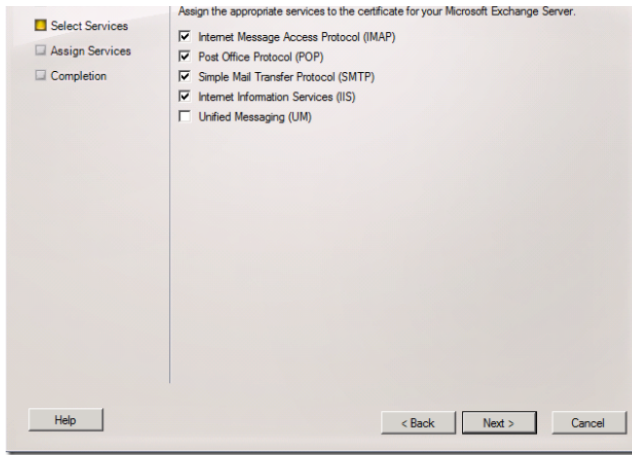 Assign the appropriate services to the certificate for your Microsoft Exchange Server.
Select Services
Assign Services
Completion
Internet Message Access Protocol (IMAP)
Post Office Protocol (POP)
Simple Mail Transfer Protocol (SMTP)
Internet Information Services (IIS)
Unified Messaging (UM)
Help
< Back
Next >
Cancel